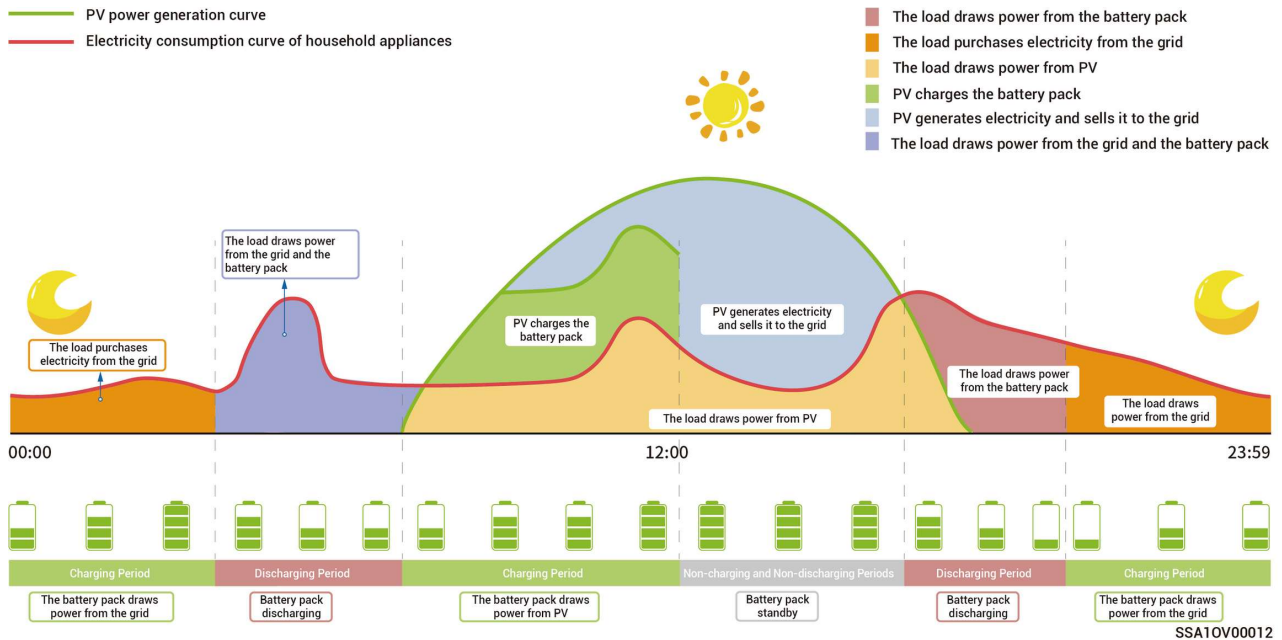 PV power generation curve
Electricity consumption curve of household appliances
The load draws power from the battery pack
The load purchases electricity from the grid
The load draws power from PV
PV charges the battery pack
PV generates electricity and sells it to the grid
The load draws power from the grid and the battery pack
The load draws power
from the grid and the
battery pack
The load purchases
electricity from the grid
PV charges the
battery pack
PV generates electricity
and sells it to the grid
The load draws power
from the battery pack
The load draws power from PV
The load draws
power from the grid
00:00
12:00
23:59
Charging Period
Discharging Period
Charging Period
Non-charging and Non-discharging Periods
Discharging Period
Charging Period
The battery pack draws
power from the grid
Battery pack
discharging
The battery pack draws
power from PV
Battery pack
standby
Battery pack
discharging
The battery pack draws
power from the grid
SSA1OV00012